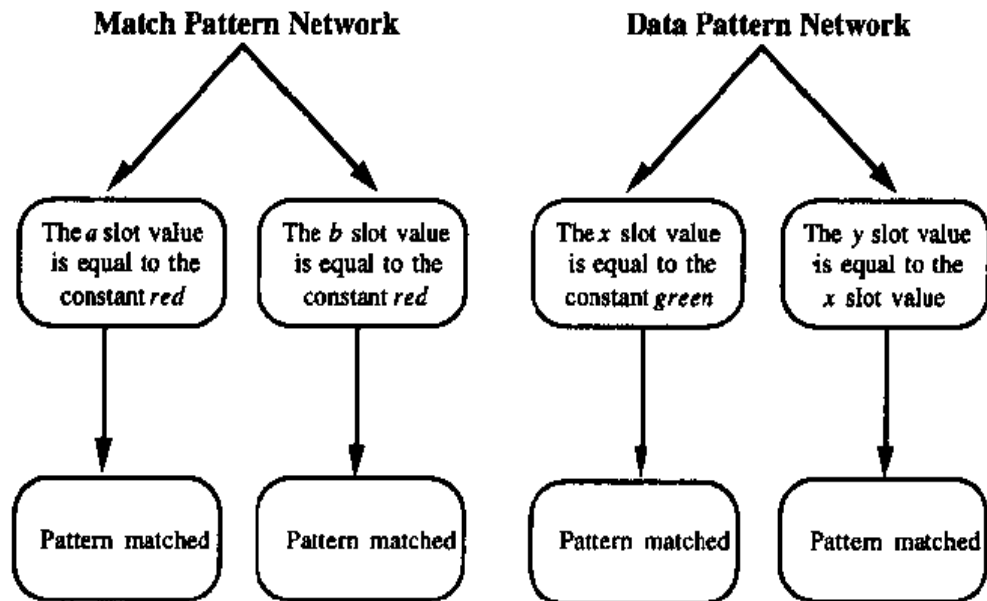 Match Pattern Network
Data Pattern Network
The a slot value
is equal to the
constant red
The b slot value
is equal to the
constant red
The x slot value
is equal to the
constant green
The y slot value
is equal to the
x slot value
Pattern matched
Pattern matched
Pattern matched
Pattern matched